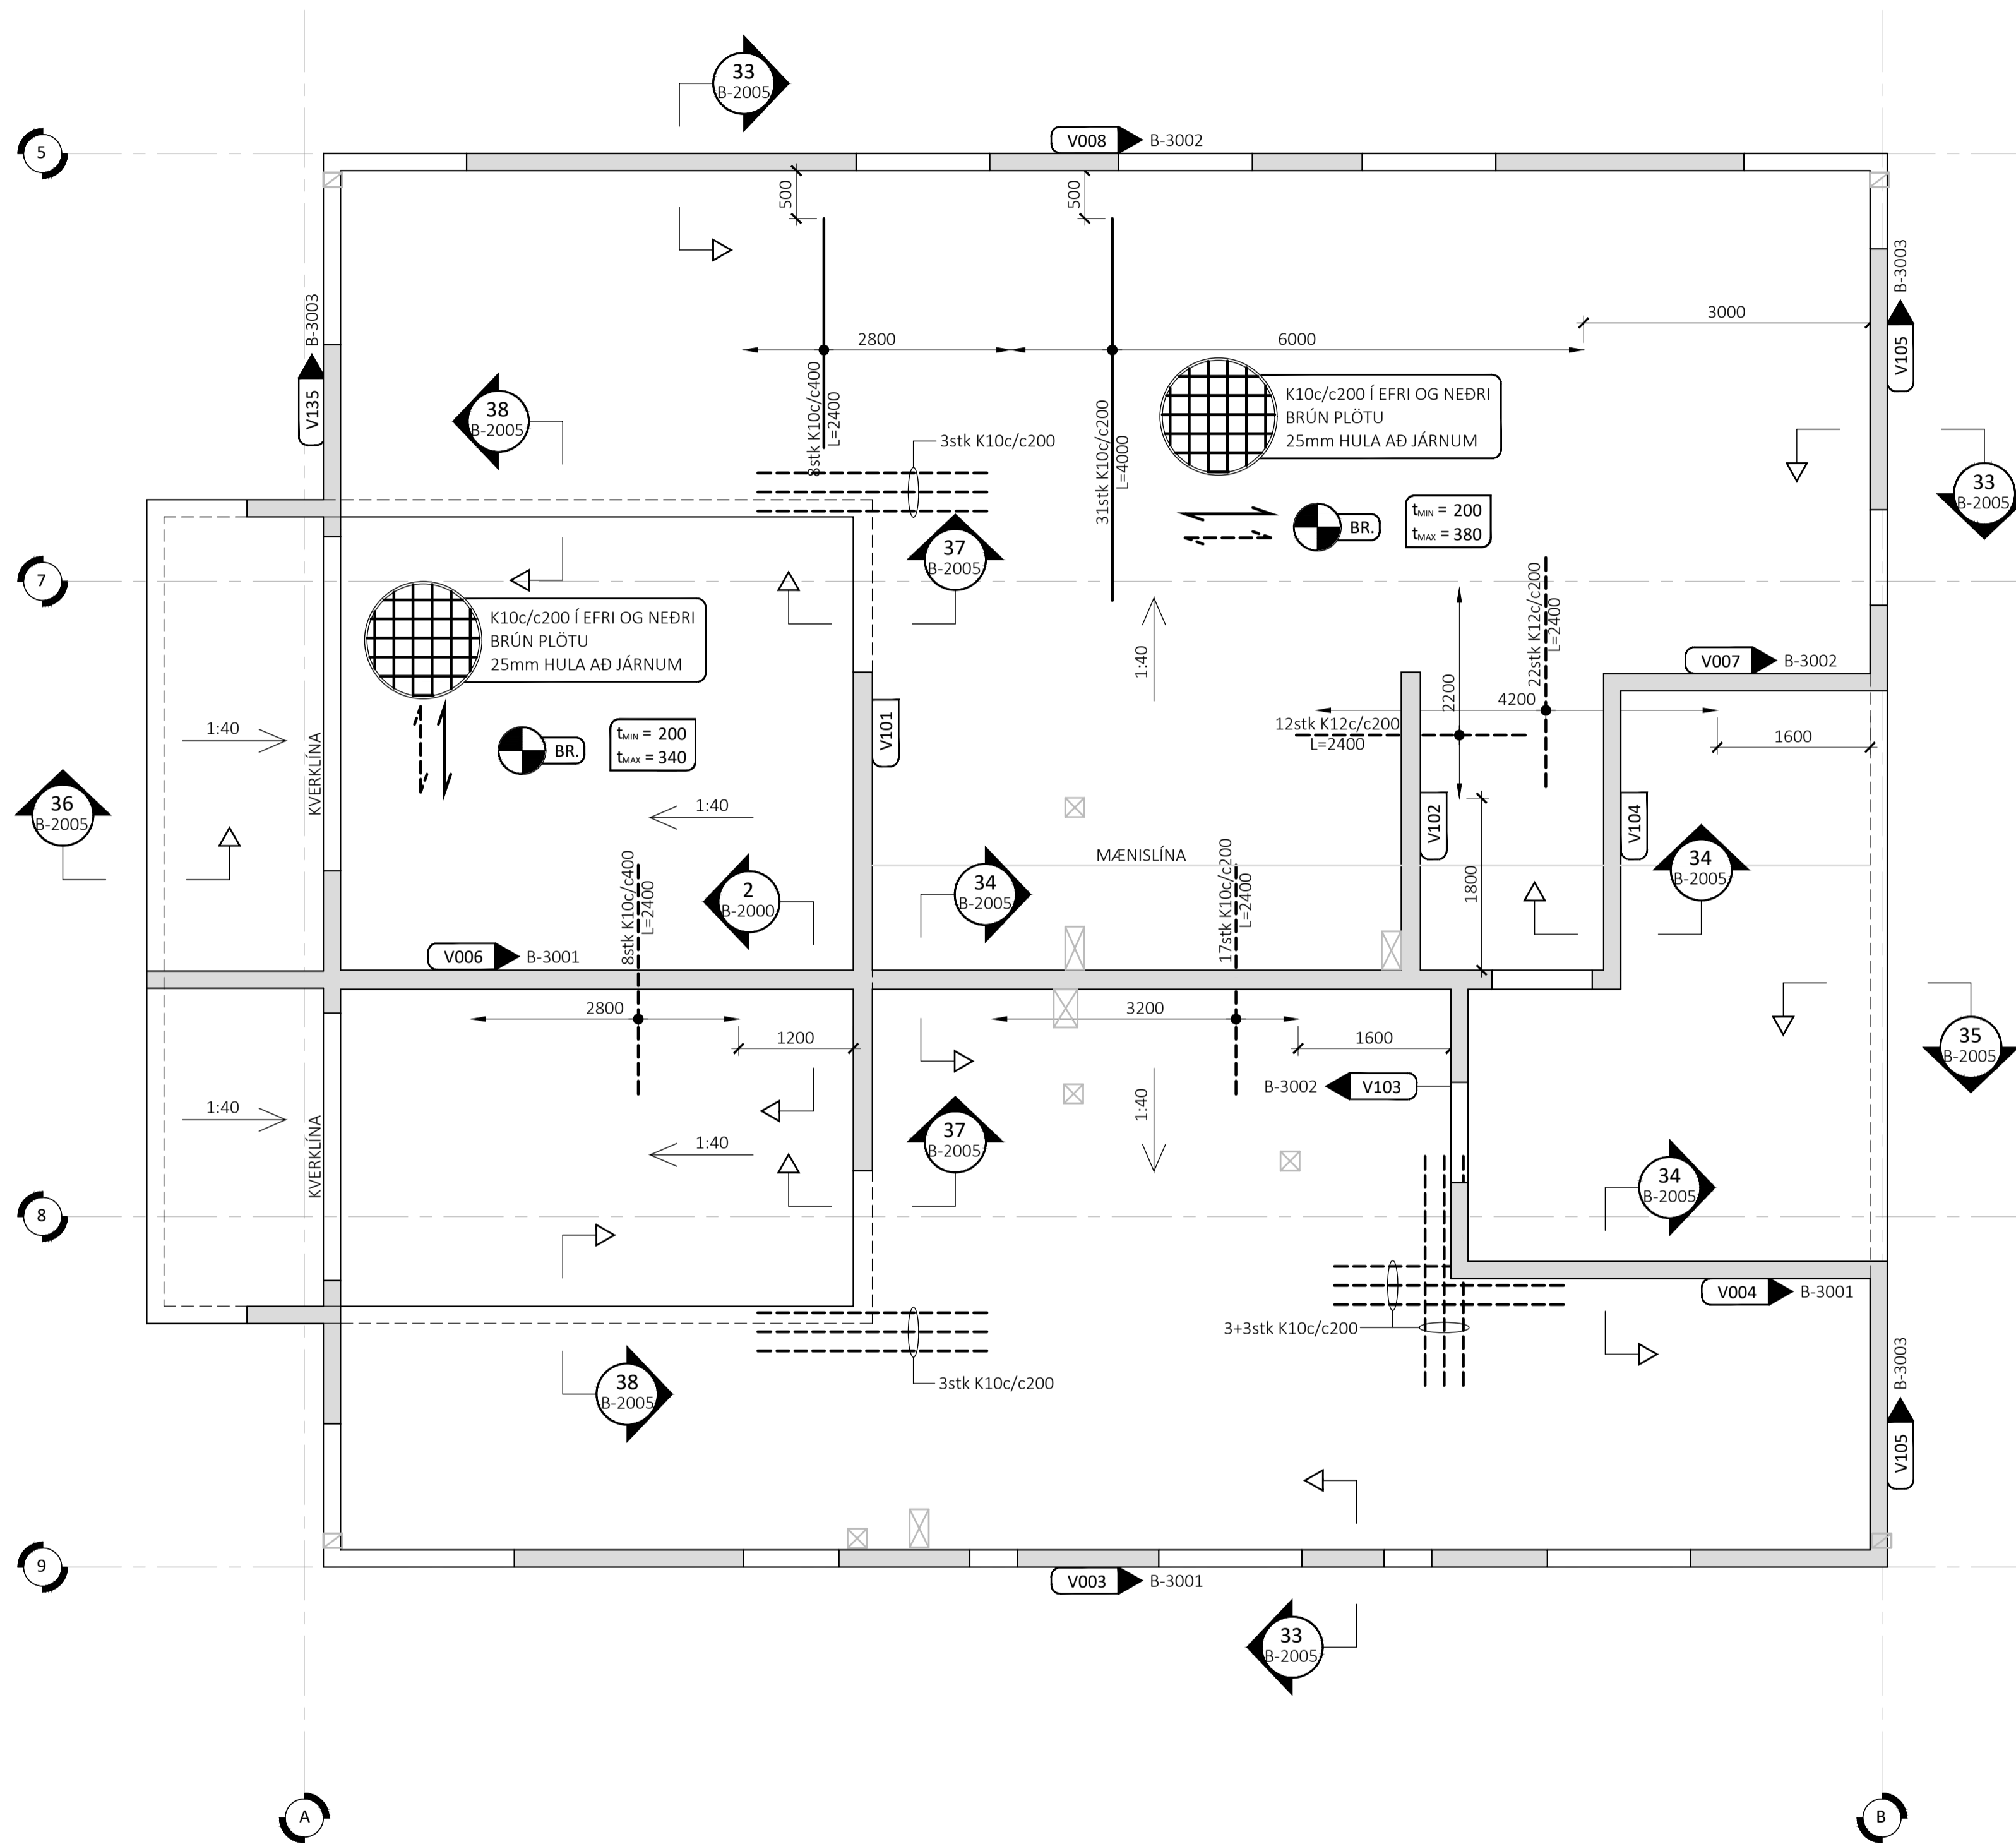 33
B-2005
5
V008 B-3002
500
500
B-3003
V135
B-3003
V105
3000
2800
6000
8stk K10c/c400
L=2400
31stk K10c/c200
L=4000
K10c/c200 Í EFRI OG NEÐRI
BRÚN PLÖTU
25mm HULA AÐ JÁRNUM
38
B-2005
3stk K10c/c200
33
B-2005
BR.
tMIN = 200
tMAX = 380
37
B-2005
7
K10c/c200 Í EFRI OG NEÐRI
BRÚN PLÖTU
25mm HULA AÐ JÁRNUM
22stk K12c/c200
L=2400
1:40
V007 B-3002
2200
4200
12stk K12c/c200
L=2400
1600
1:40
KVERKLÍNA
BR.
tMIN = 200
tMAX = 340
V101
36
B-2005
1:40
V102
V104
MÆNISLÍNA
34
B-2005
8stk K10c/c400
L=2400
2
B-2000
34
B-2005
17stk K10c/c200
L=2400
1800
V006 B-3001
2800
1200
3200
1600
35
B-2005
B-3002 V103
1:40
KVERKLÍNA
1:40
37
B-2005
1:40
34
B-2005
8
3+3stk K10c/c200
V004 B-3001
38
B-2005
3stk K10c/c200
B-3003
V105
9
V003 B-3001
33
B-2005
A
B